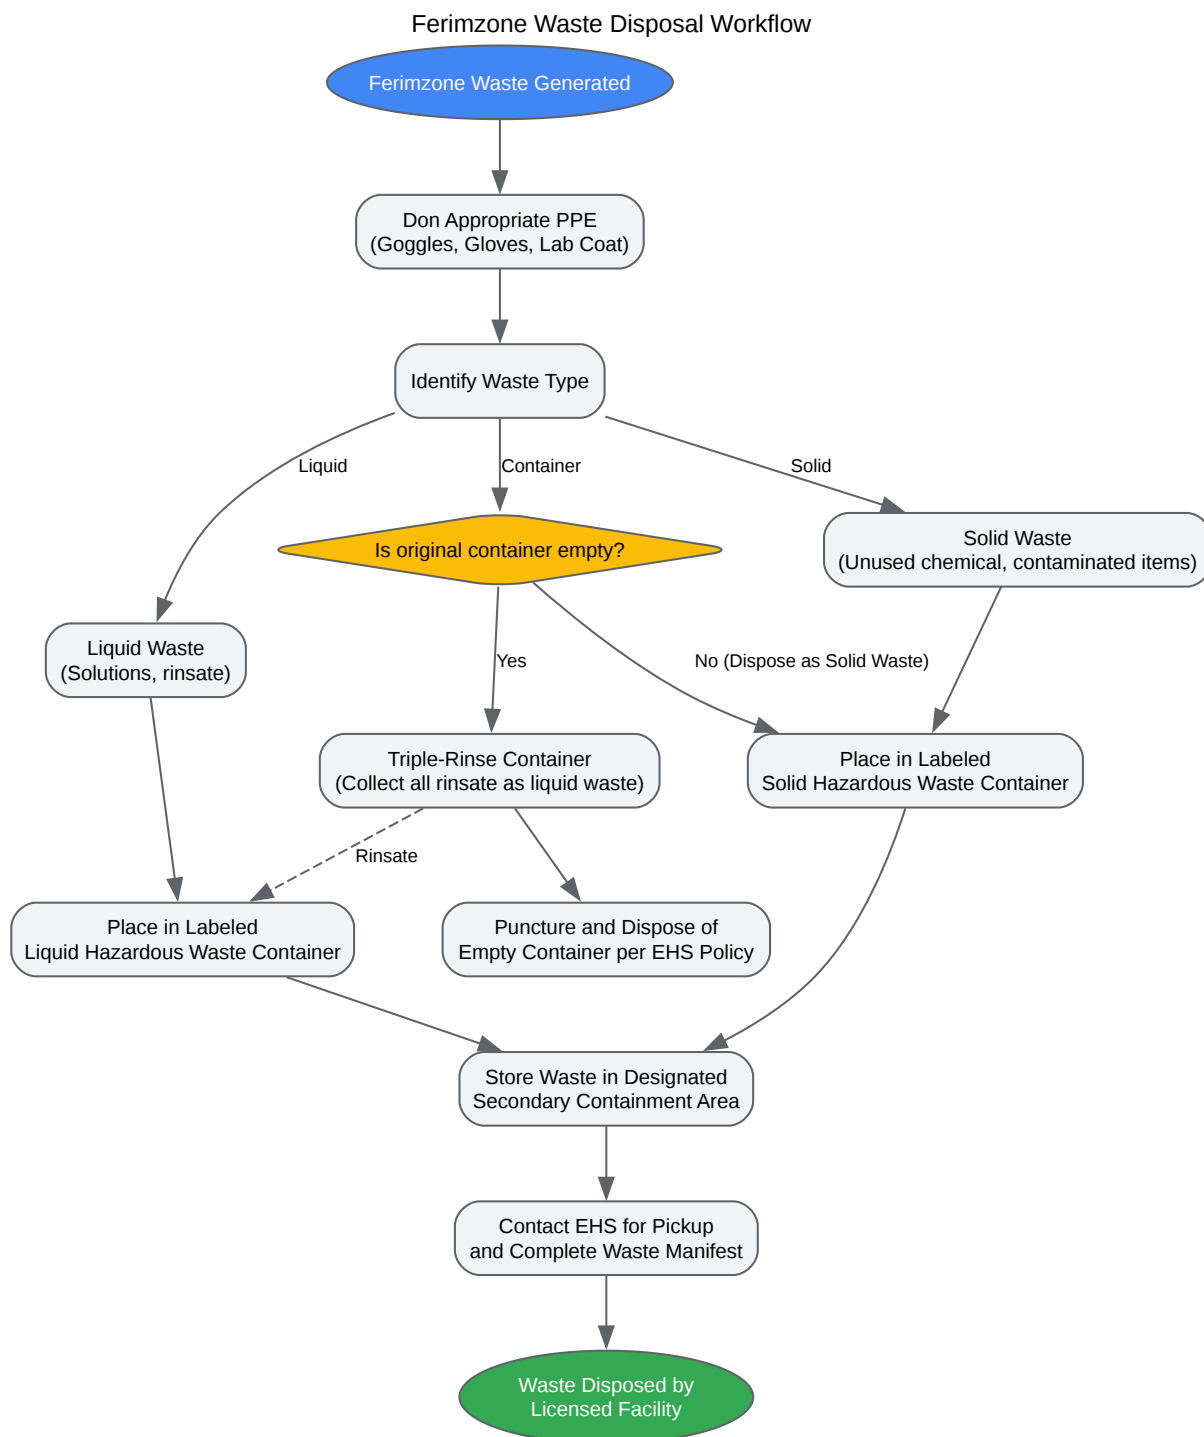 Ferimzone Waste Disposal Workflow
Ferimzone Waste Generated
Don Appropriate PPE
(Goggles, Gloves, Lab Coat)
Identify Waste Type
Liquid
Container
Solid
Is original container empty?
Solid Waste
(Unused chemical, contaminated items)
Liquid Waste
(Solutions, rinsate)
Yes
No (Dispose as Solid Waste)
Triple-Rinse Container
(Collect all rinsate as liquid waste)
Place in Labeled
Solid Hazardous Waste Container
Rinsate
Place in Labeled
Liquid Hazardous Waste Container
Puncture and Dispose of
Empty Container per EHS Policy
Store Waste in Designated
Secondary Containment Area
Contact EHS for Pickup
and Complete Waste Manifest
Waste Disposed by
Licensed Facility